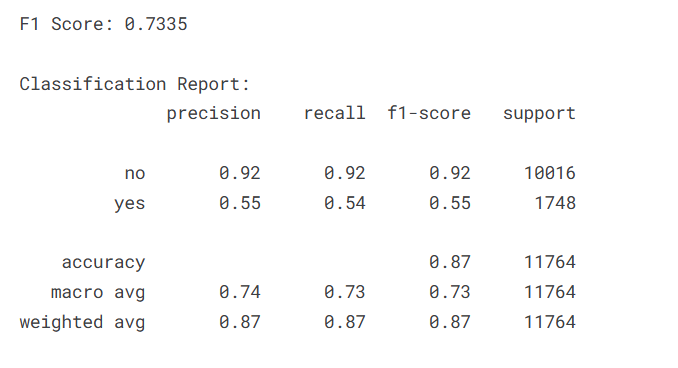 F1 Score: 0.7335
Classification Report:
precision recall f1-score support
no 0.92 0.92 0.92 10016
yes 0.55 0.54 0.55 1748
accuracy 0.87 11764
macro avg 0.74 0.73 0.73 11764
weighted avg 0.87 0.87 0.87 11764